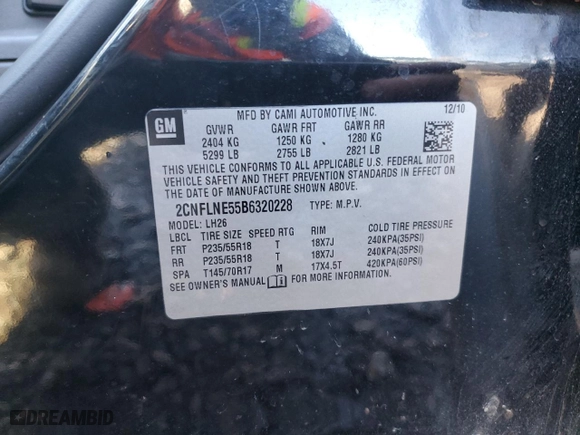 MFD BY CAMI AUTOMOTIVE INC. 12/10
GM
GVWR GAWR FRT GAWR RR
2404 KG 1250 KG 1280 KG
5299 LB 2755 LB 2821 LB
THIS VEHICLE CONFORMS TO ALL APPLICABLE U.S. FEDERAL MOTOR
VEHICLE SAFETY AND THEFT PREVENTION STANDARDS IN EFFECT ON
THE DATE OF MANUFACTURE SHOWN ABOVE.
2CNFLNE55B6320228 TYPE: M.P.V.
MODEL: LH26
LBCL TIRE SIZE SPEED RTG RIM COLD TIRE PRESSURE
FRT P235/55R18 T 18X7J 240KPA(35PSI)
RR P235/55R18 T 18X7J 240KPA(35PSI)
SPA T145/70R17 M 17X4.5T 420KPA(60PSI)
SEE OWNER'S MANUAL FOR MORE INFORMATION.
DREAMBID